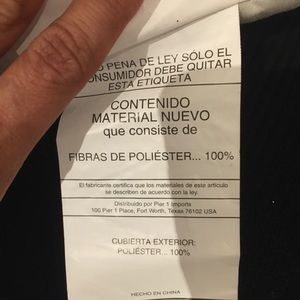 O PENA DE LEY SÓLO EL
ONSUMIDOR DEBE QUITAR
ESTA ETIQUETA
CONTENIDO
MATERIAL NUEVO
que consiste de
FIBRAS DE POLIÉSTER... 100%
El fabricante certifica que los materiales de este artículo
se describen de acuerdo con la ley.
Distribuido por Pier 1 Imports
100 Pier 1 Place, Fort Worth, Texas 76102 USA
CUBIERTA EXTERIOR:
POLIÉSTER... 100%
HECHO EN CHINA